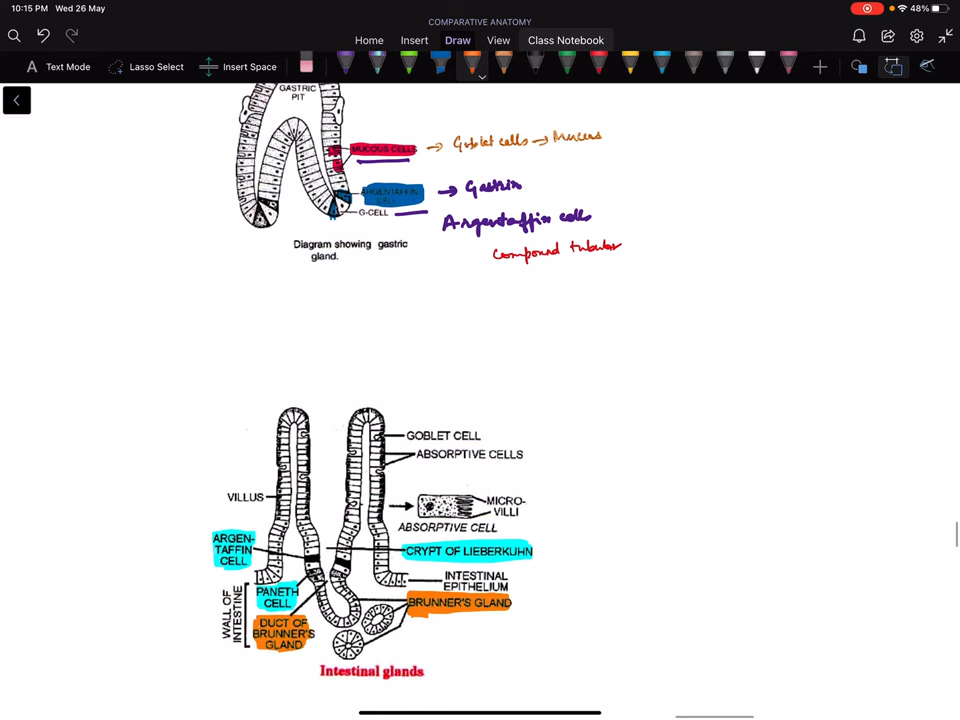 10:15 PM Wed 26 May
48%
COMPARATIVE ANATOMY
Home Insert Draw View Class Notebook
A Text Mode Lasso Select Insert Space
GASTRIC
PIT
MUCOUS CELLS → Goblet cells → Mucus
ARGENTAFFIN
CELL → Gastrin
G-CELL
Argentaffin cells
Compound tubular
Diagram showing gastric
gland.
GOBLET CELL
ABSORPTIVE CELLS
VILLUS
MICRO-
VILLI
ABSORPTIVE CELL
ARGEN-
TAFFIN
CELL
CRYPT OF LIEBERKUHN
INTESTINAL
EPITHELIUM
PANETH
CELL
BRUNNER'S GLAND
WALL OF
INTESTINE
DUCT OF
BRUNNER'S
GLAND
Intestinal glands